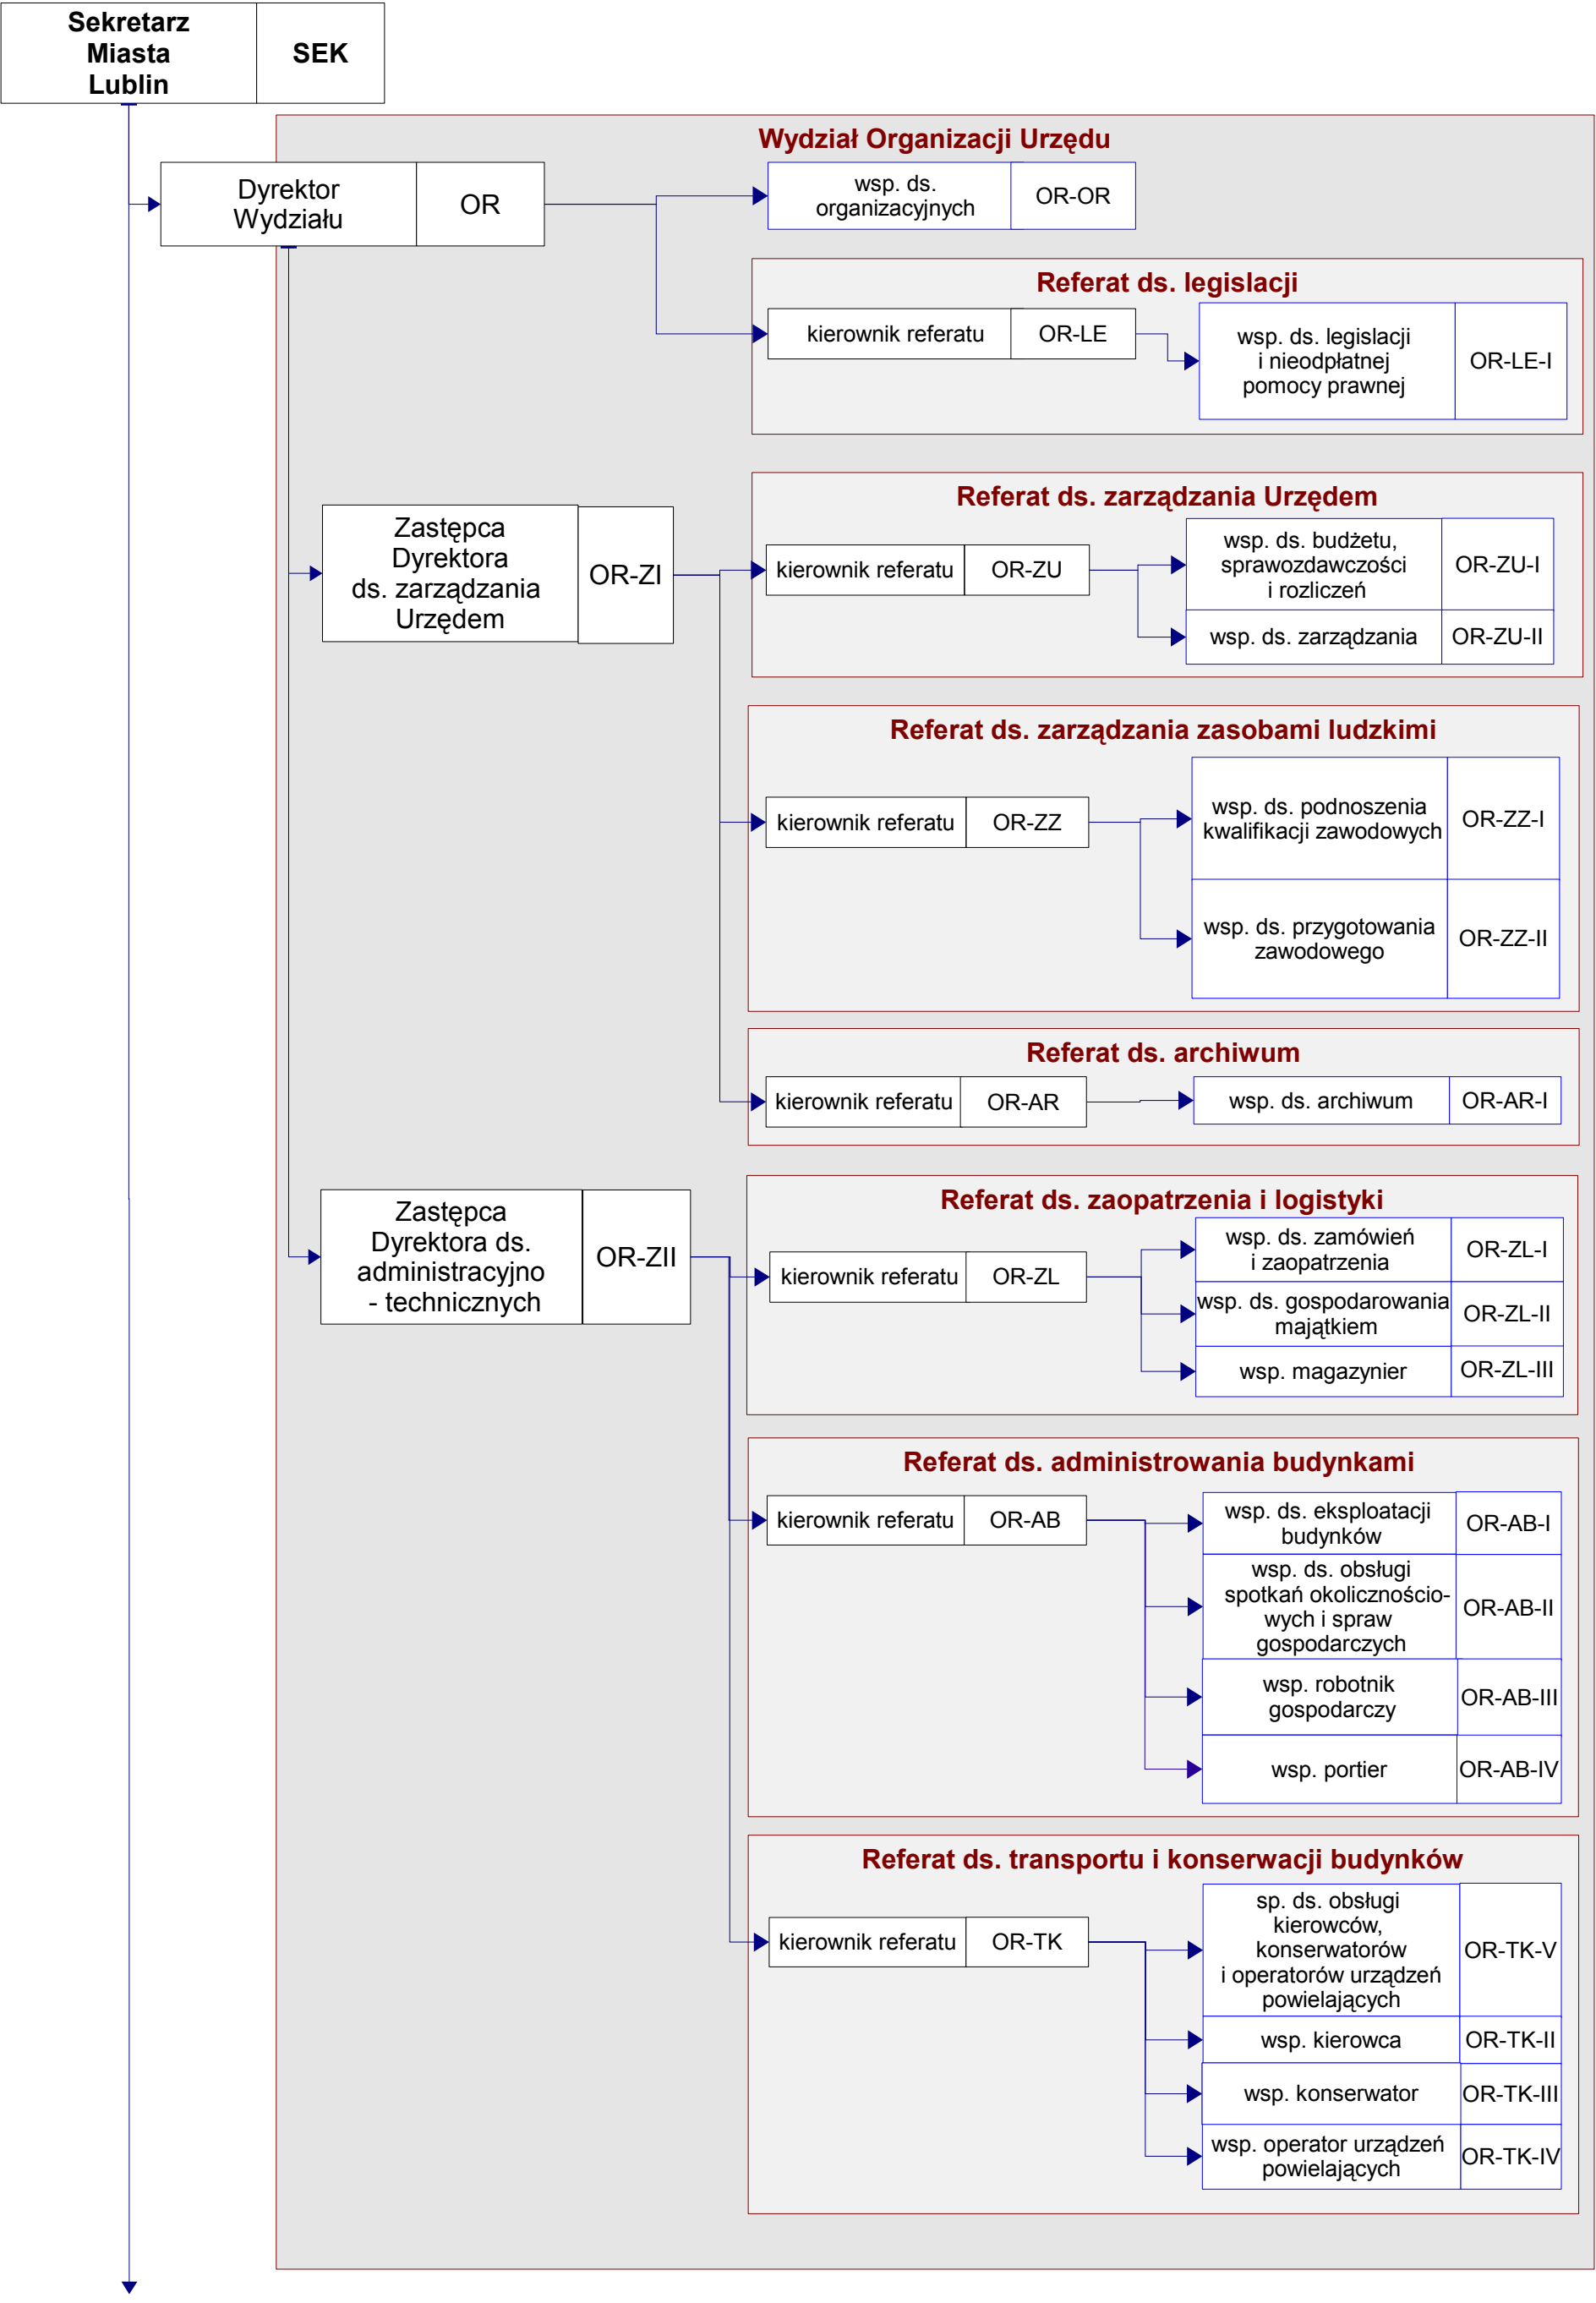 Sekretarz
Miasta
Lublin
SEK
Wydział Organizacji Urzędu
Dyrektor
Wydziału
OR
wsp. ds.
organizacyjnych
OR-OR
Referat ds. legislacji
kierownik referatu
OR-LE
wsp. ds. legislacji
i nieodpłatnej
pomocy prawnej
OR-LE-I
Zastępca
Dyrektora
ds. zarządzania
Urzędem
OR-ZI
Referat ds. zarządzania Urzędem
kierownik referatu
OR-ZU
wsp. ds. budżetu,
sprawozdawczości
i rozliczeń
OR-ZU-I
wsp. ds. zarządzania
OR-ZU-II
Referat ds. zarządzania zasobami ludzkimi
kierownik referatu
OR-ZZ
wsp. ds. podnoszenia
kwalifikacji zawodowych
OR-ZZ-I
wsp. ds. przygotowania
zawodowego
OR-ZZ-II
Referat ds. archiwum
kierownik referatu
OR-AR
wsp. ds. archiwum
OR-AR-I
Zastępca
Dyrektora ds.
administracyjno
- technicznych
OR-ZII
Referat ds. zaopatrzenia i logistyki
kierownik referatu
OR-ZL
wsp. ds. zamówień
i zaopatrzenia
OR-ZL-I
wsp. ds. gospodarowania
majątkiem
OR-ZL-II
wsp. magazynier
OR-ZL-III
Referat ds. administrowania budynkami
kierownik referatu
OR-AB
wsp. ds. eksploatacji
budynków
OR-AB-I
wsp. ds. obsługi
spotkań okolicznościo-
wych i spraw
gospodarczych
OR-AB-II
wsp. robotnik
gospodarczy
OR-AB-III
wsp. portier
OR-AB-IV
Referat ds. transportu i konserwacji budynków
kierownik referatu
OR-TK
sp. ds. obsługi
kierowców,
konserwatorów
i operatorów urządzeń
powielających
OR-TK-V
wsp. kierowca
OR-TK-II
wsp. konserwator
OR-TK-III
wsp. operator urządzeń
powielających
OR-TK-IV